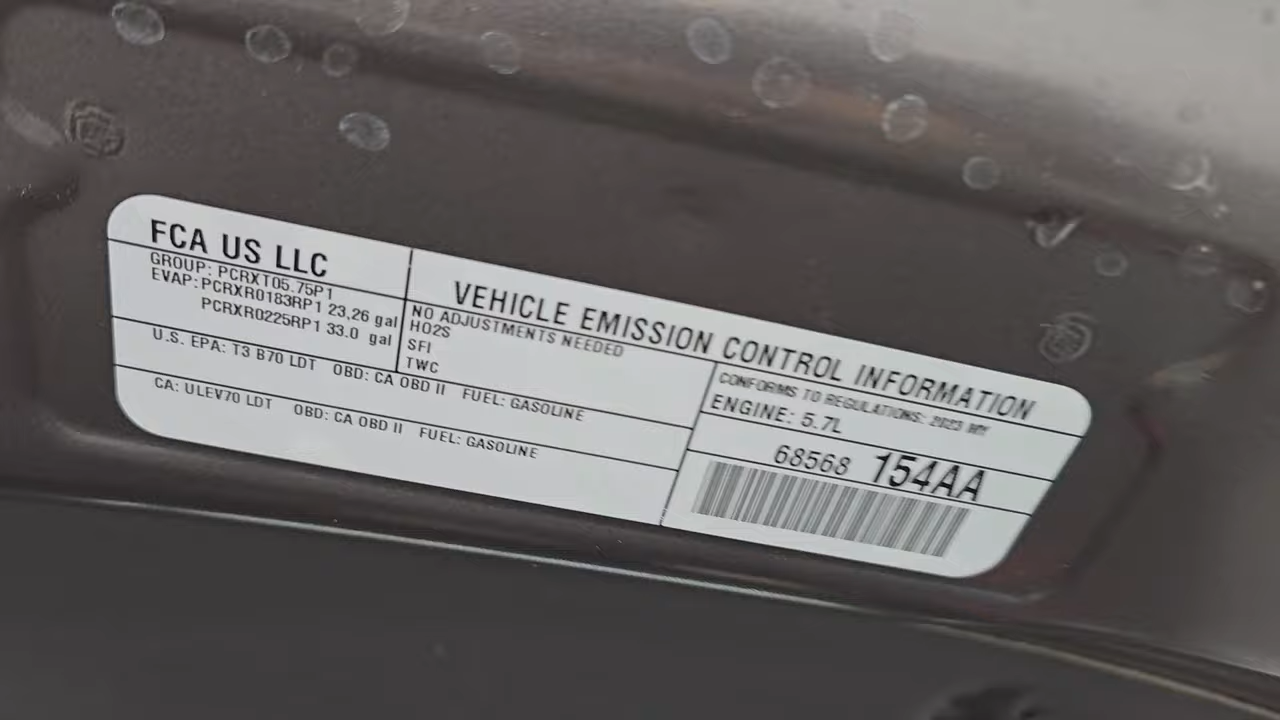 FCA US LLC
GROUP: PCRXT05.75P1
EVAP: PCRXR0183RP1 23,26 gal
PCRXR0225RP1 33.0 gal
VEHICLE EMISSION CONTROL INFORMATION
NO ADJUSTMENTS NEEDED
HO2S
SFI
TWC
CONFORMS TO REGULATIONS: 2023 MY
ENGINE: 5.7L
U.S. EPA: T3 B70 LDT OBD: CA OBD II FUEL: GASOLINE
CA: ULEV70 LDT OBD: CA OBD II FUEL: GASOLINE
68568 154AA